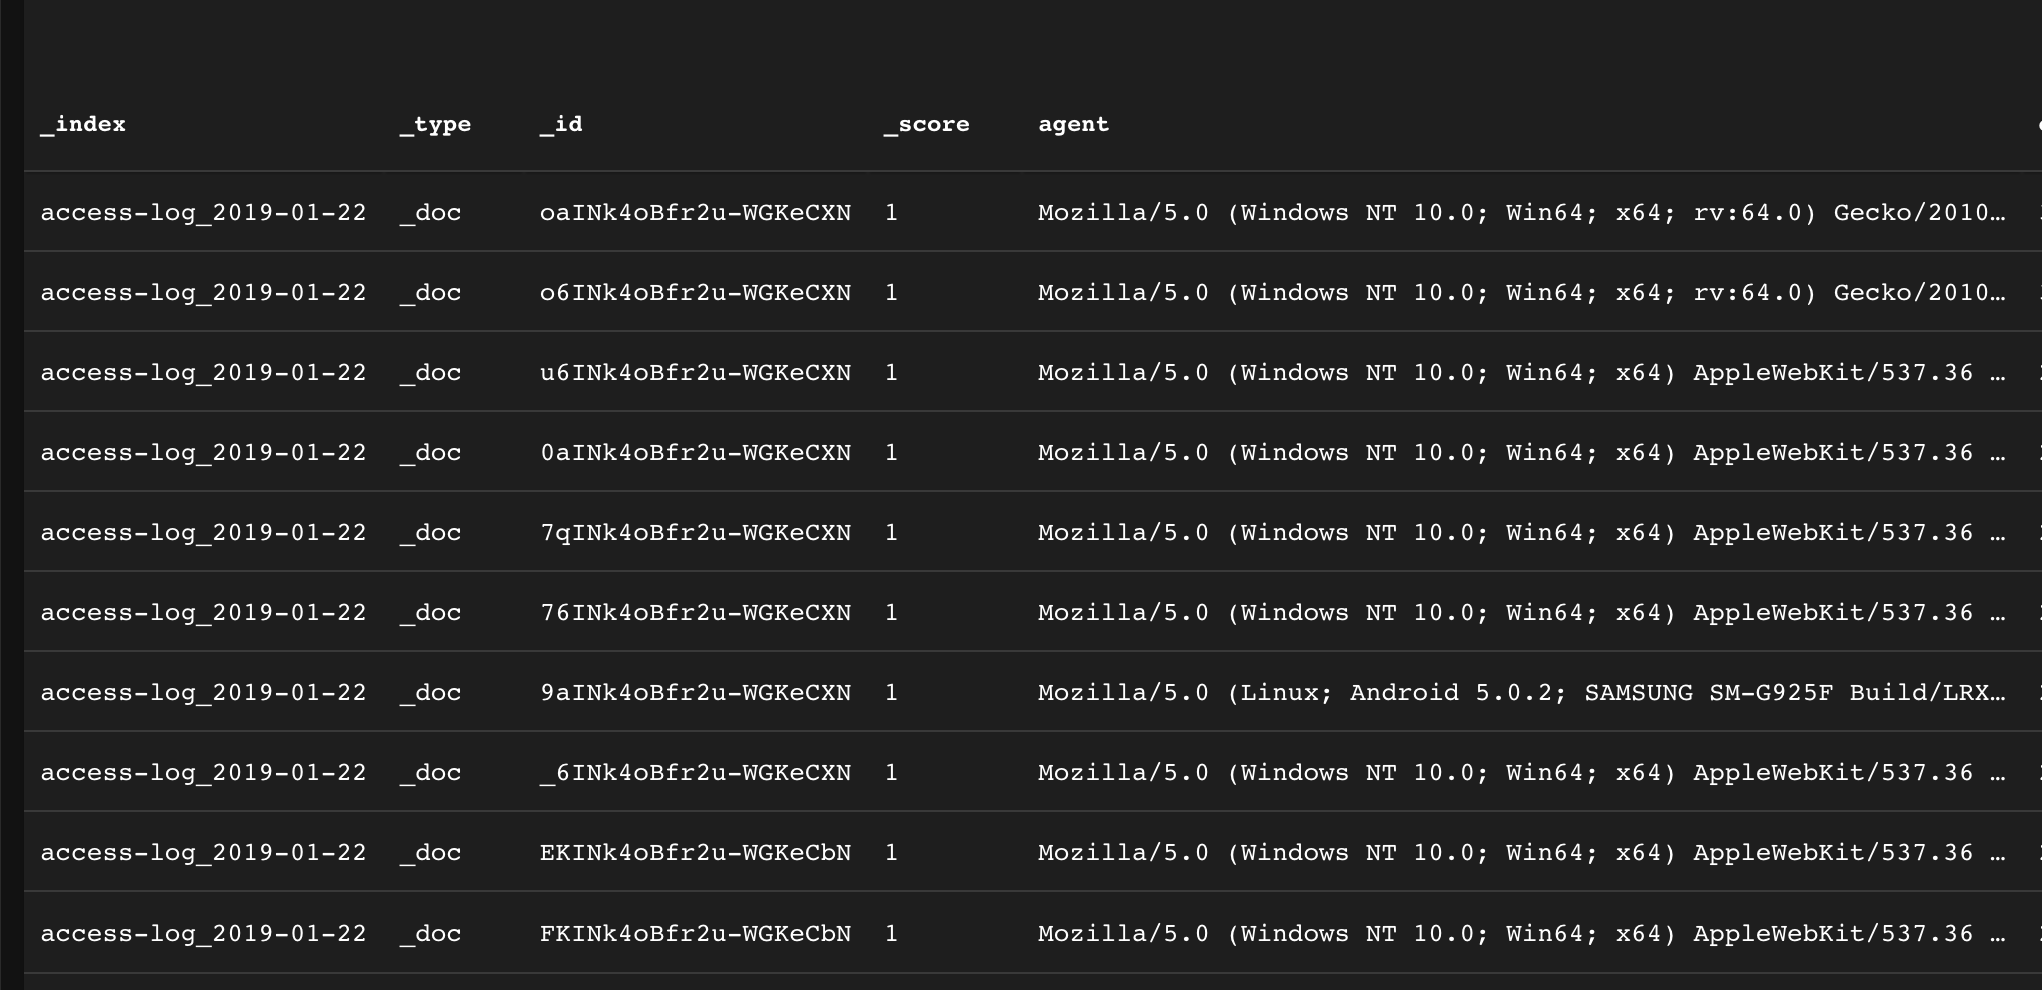 _index _type _id _score agent
access-log_2019-01-22 _doc oaINk4oBfr2u-WGKeCXN 1 Mozilla/5.0 (Windows NT 10.0; Win64; x64; rv:64.0) Gecko/2010…
access-log_2019-01-22 _doc o6INk4oBfr2u-WGKeCXN 1 Mozilla/5.0 (Windows NT 10.0; Win64; x64; rv:64.0) Gecko/2010…
access-log_2019-01-22 _doc u6INk4oBfr2u-WGKeCXN 1 Mozilla/5.0 (Windows NT 10.0; Win64; x64) AppleWebKit/537.36 …
access-log_2019-01-22 _doc 0aINk4oBfr2u-WGKeCXN 1 Mozilla/5.0 (Windows NT 10.0; Win64; x64) AppleWebKit/537.36 …
access-log_2019-01-22 _doc 7qINk4oBfr2u-WGKeCXN 1 Mozilla/5.0 (Windows NT 10.0; Win64; x64) AppleWebKit/537.36 …
access-log_2019-01-22 _doc 76INk4oBfr2u-WGKeCXN 1 Mozilla/5.0 (Windows NT 10.0; Win64; x64) AppleWebKit/537.36 …
access-log_2019-01-22 _doc 9aINk4oBfr2u-WGKeCXN 1 Mozilla/5.0 (Linux; Android 5.0.2; SAMSUNG SM-G925F Build/LRX…
access-log_2019-01-22 _doc _6INk4oBfr2u-WGKeCXN 1 Mozilla/5.0 (Windows NT 10.0; Win64; x64) AppleWebKit/537.36 …
access-log_2019-01-22 _doc EKINk4oBfr2u-WGKeCbN 1 Mozilla/5.0 (Windows NT 10.0; Win64; x64) AppleWebKit/537.36 …
access-log_2019-01-22 _doc FKINk4oBfr2u-WGKeCbN 1 Mozilla/5.0 (Windows NT 10.0; Win64; x64) AppleWebKit/537.36 …